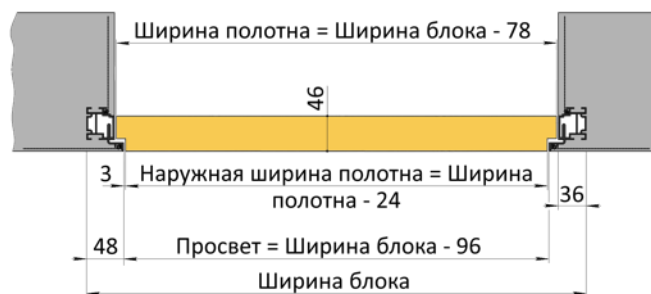 Ширина полотна = Ширина блока - 78
46
3
Наружная ширина полотна = Ширина
полотна - 24
36
48
Просвет = Ширина блока - 96
Ширина блока